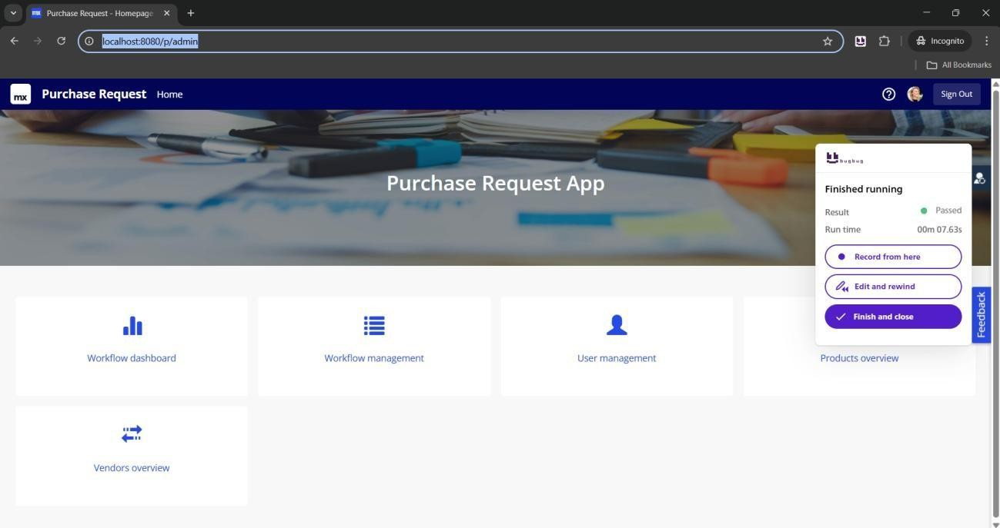 mx Purchase Request - Homepage
localhost:8080/p/admin
Incognito
All Bookmarks
mx Purchase Request Home Sign Out
Purchase Request App
bugbug
Finished running
Result Passed
Run time 00m 07.63s
Record from here
Edit and rewind
Finish and close
Feedback
Workflow dashboard
Workflow management
User management
Products overview
Vendors overview